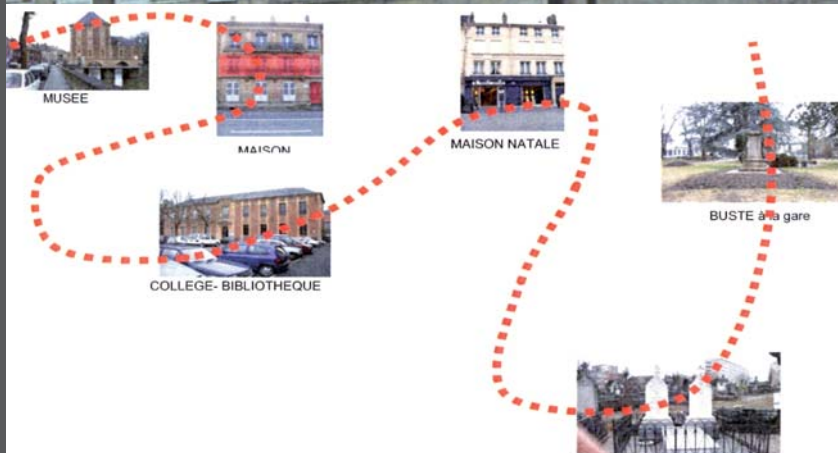 MUSEE
MAISON
MAISON NATALE
BUSTE à la gare
COLLEGE- BIBLIOTHEQUE